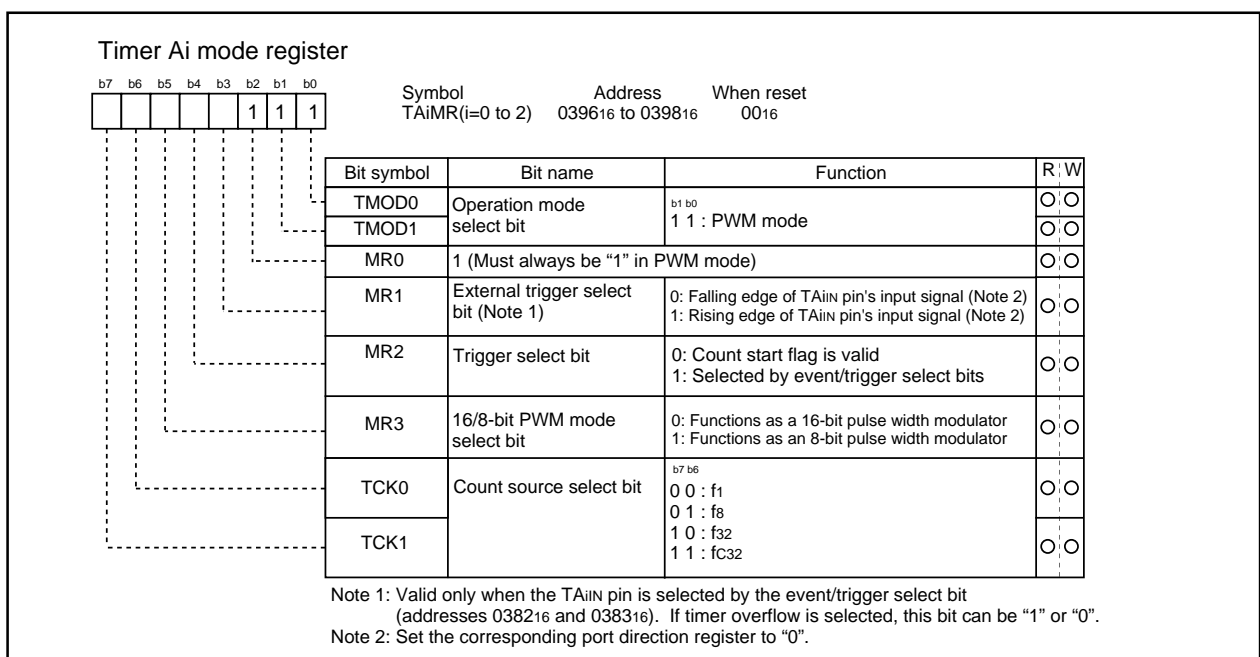 Timer Ai mode register
b7 b6 b5 b4 b3 b2 b1 b0
1 1 1
Symbol Address When reset
TAiMR(i=0 to 2) 039616 to 039816 0016
Bit symbol Bit name Function R W
TMOD0 Operation mode
select bit
b1 b0
1 1 : PWM mode
TMOD1
MR0 1 (Must always be “1” in PWM mode)
MR1 External trigger select
bit (Note 1)
0: Falling edge of TAiIN pin's input signal (Note 2)
1: Rising edge of TAiIN pin's input signal (Note 2)
MR2 Trigger select bit
0: Count start flag is valid
1: Selected by event/trigger select bits
MR3 16/8-bit PWM mode
select bit
0: Functions as a 16-bit pulse width modulator
1: Functions as an 8-bit pulse width modulator
TCK0 Count source select bit
b7 b6
0 0 : f1
0 1 : f8
1 0 : f32
1 1 : fC32
TCK1
Note 1: Valid only when the TAiIN pin is selected by the event/trigger select bit
(addresses 038216 and 038316). If timer overflow is selected, this bit can be “1” or “0”.
Note 2: Set the corresponding port direction register to “0”.